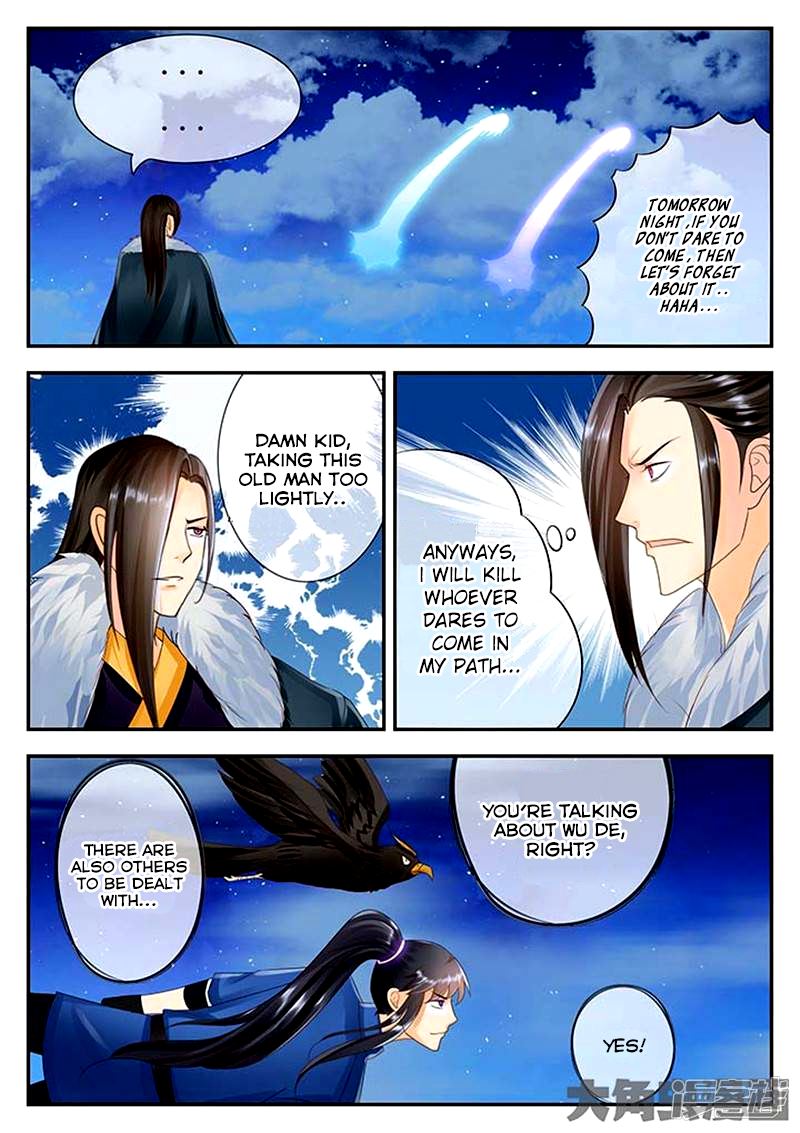 ...
...
TOMORROW
NIGHT, IF YOU
DON'T DARE TO
COME, THEN
LET'S FORGET
ABOUT IT..
HAHA...
DAMN KID,
TAKING THIS
OLD MAN TOO
LIGHTLY..
ANYWAYS,
I WILL KILL
WHOEVER
DARES TO
COME IN
MY PATH...
YOU'RE TALKING
ABOUT WU DE,
RIGHT?
THERE ARE
ALSO OTHERS
TO BE DEALT
WITH...
YES!
大角
漫客栈